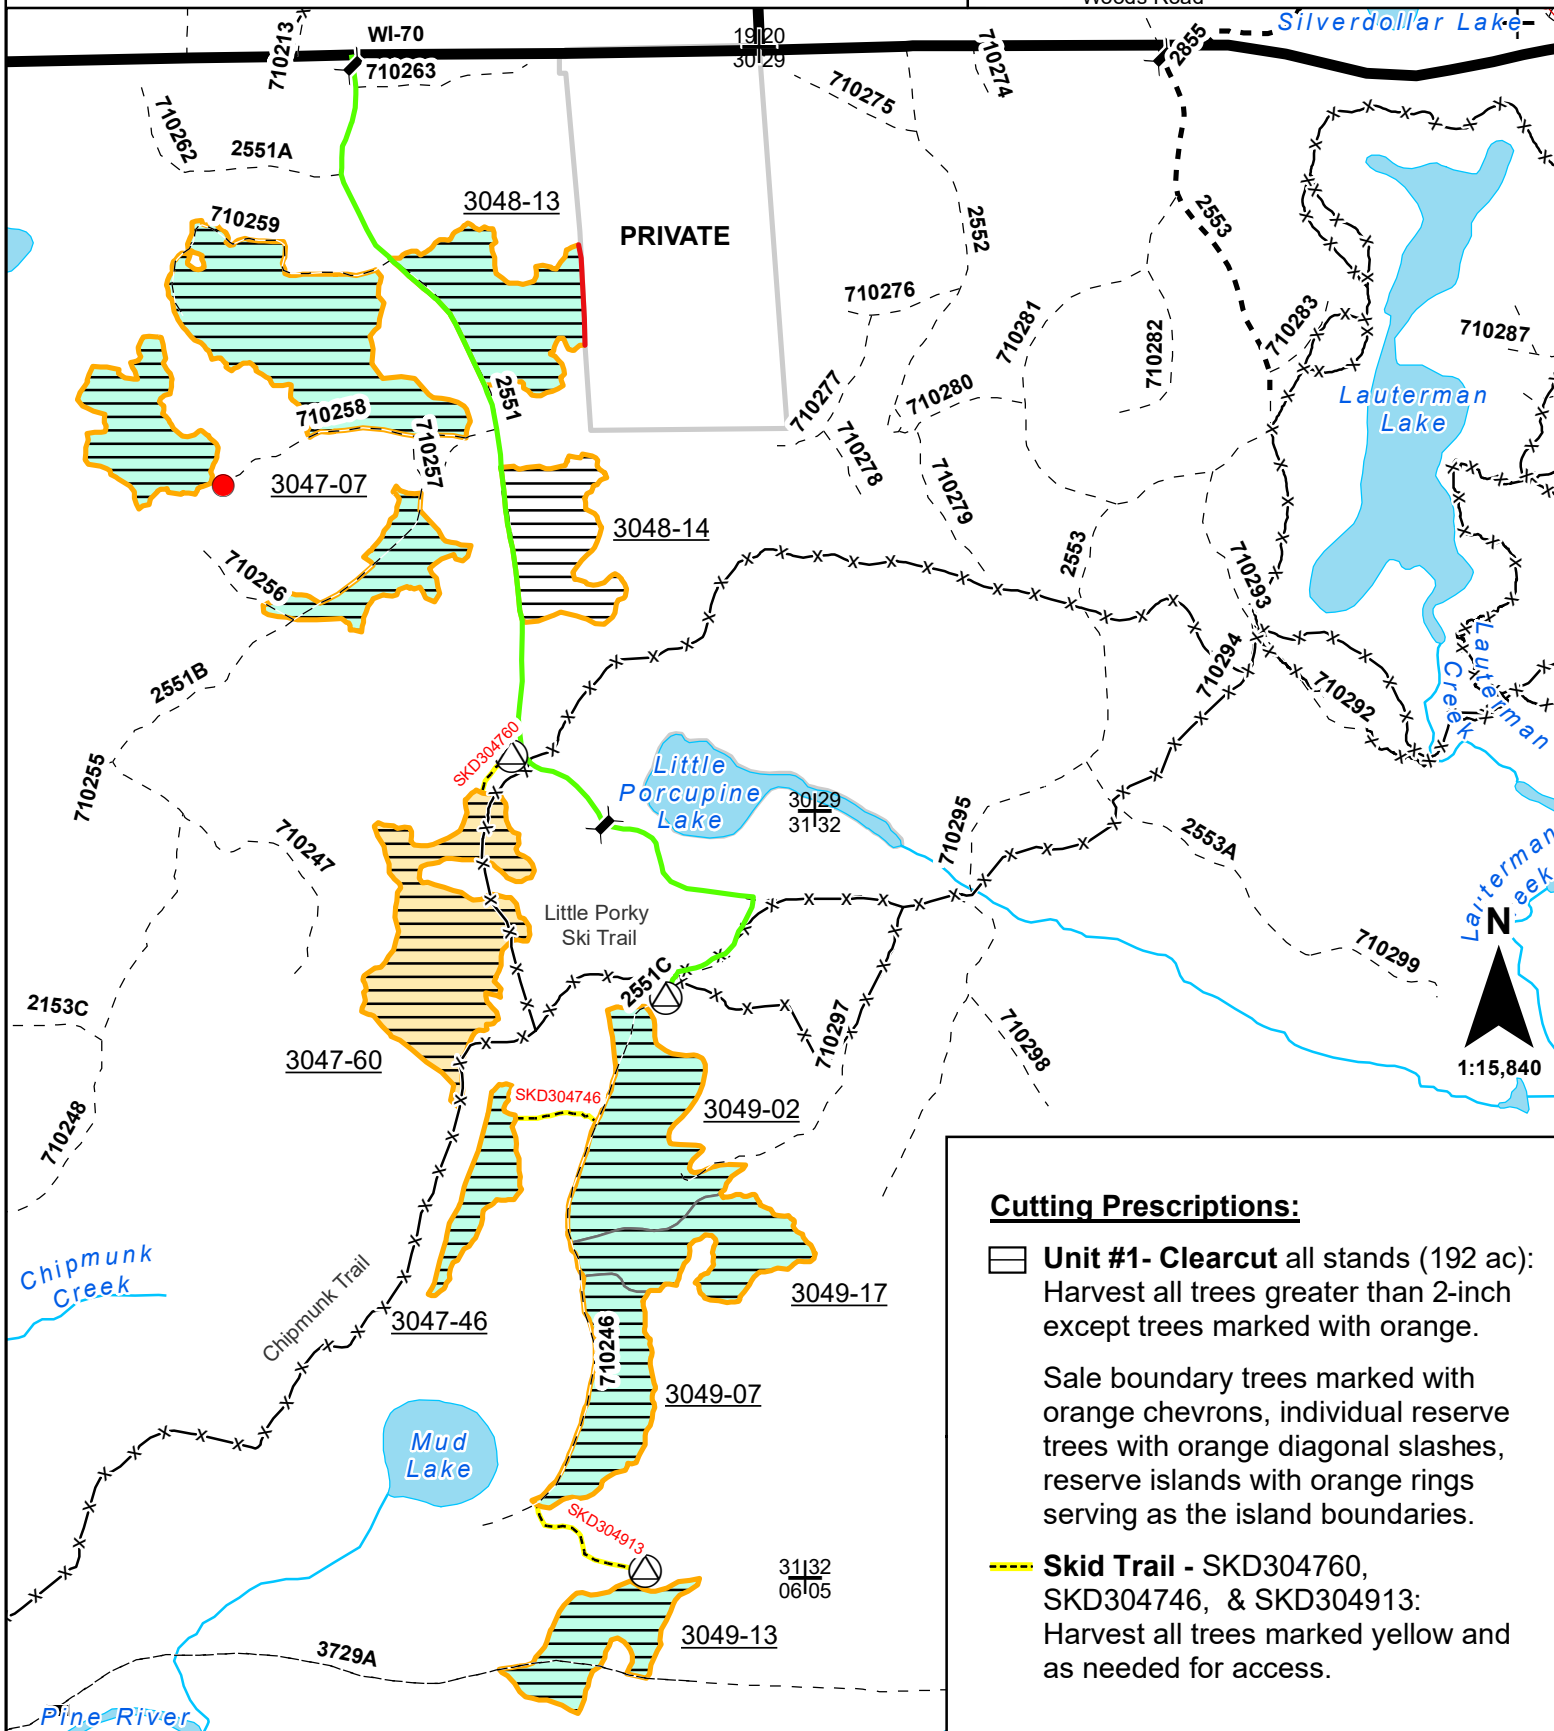 Woods Road
Silverdollar Lake
WI-70
19 20
30 29
710213
710263
710274
2855
710275
710262
2551A
3048-13
710259
PRIVATE
2552
2553
710276
710281
710282
710283
710287
2551
710258
710257
710277
710280
Lauterman
Lake
710278
3047-07
710279
3048-14
2553
710256
710293
2551B
710294
710292
Lauterman
Creek
SKD304760
710255
Little
Porcupine
Lake
30 29
31 32
710247
710295
2553A
Lauterman
eek
Little Porky
Ski Trail
N
710299
2551C
2153C
710297
710298
3047-60
1:15,840
SKD304746
3049-02
710248
Chipmunk
Creek
Chipmunk Trail
3047-46
3049-17
710246
3049-07
Mud
Lake
SKD304913
31 32
06 05
3049-13
3729A
Pine River
Cutting Prescriptions:
Unit #1- Clearcut all stands (192 ac):
Harvest all trees greater than 2-inch
except trees marked with orange.
Sale boundary trees marked with
orange chevrons, individual reserve
trees with orange diagonal slashes,
reserve islands with orange rings
serving as the island boundaries.
Skid Trail - SKD304760,
SKD304746, & SKD304913:
Harvest all trees marked yellow and
as needed for access.